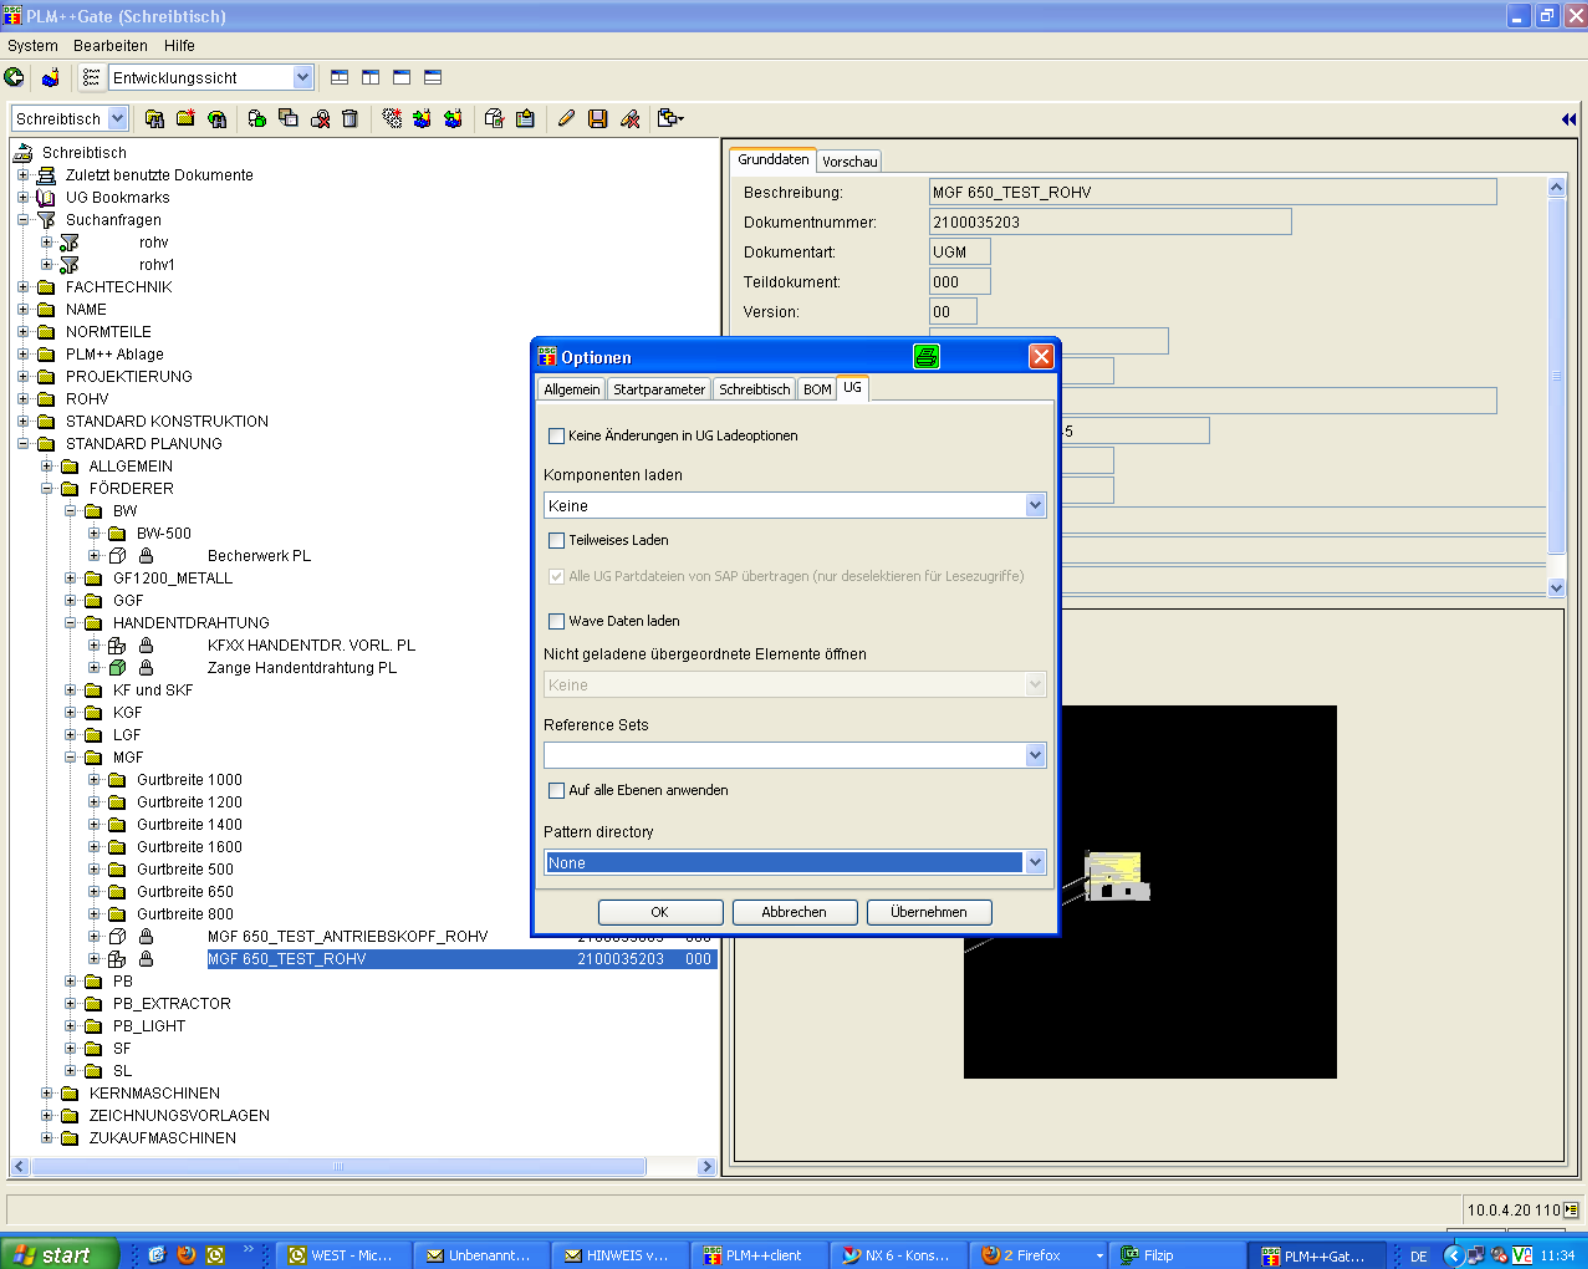 PLM++Gate (Schreibtisch)
System Bearbeiten Hilfe
Entwicklungssicht
Schreibtisch
Schreibtisch
Zuletzt benutzte Dokumente
UG Bookmarks
Suchanfragen
rohv
rohv1
FACHTECHNIK
NAME
NORMTEILE
PLM++ Ablage
PROJEKTIERUNG
ROHV
STANDARD KONSTRUKTION
STANDARD PLANUNG
ALLGEMEIN
FÖRDERER
BW
BW-500
Becherwerk PL
GF1200_METALL
GGF
HANDENTDRAHTUNG
KFXX HANDENTDR. VORL. PL
Zange Handentdrahtung PL
KF und SKF
KGF
LGF
MGF
Gurtbreite 1000
Gurtbreite 1200
Gurtbreite 1400
Gurtbreite 1600
Gurtbreite 500
Gurtbreite 650
Gurtbreite 800
MGF 650_TEST_ANTRIEBSKOPF_ROHV
MGF 650_TEST_ROHV 2100035203 000
PB
PB_EXTRACTOR
PB_LIGHT
SF
SL
KERNMASCHINEN
ZEICHNUNGSVORLAGEN
ZUKAUFMASCHINEN
Grunddaten Vorschau
Beschreibung: MGF 650_TEST_ROHV
Dokumentnummer: 2100035203
Dokumentart: UGM
Teildokument: 000
Version: 00
Optionen
Allgemein Startparameter Schreibtisch BOM UG
Keine Änderungen in UG Ladeoptionen
Komponenten laden
Keine
Teilweises Laden
Alle UG Partdateien von SAP übertragen (nur deselektieren für Lesezugriffe)
Wave Daten laden
Nicht geladene übergeordnete Elemente öffnen
Keine
Reference Sets
Auf alle Ebenen anwenden
Pattern directory
None
OK Abbrechen Übernehmen
10.0.4.20 110
start WEST - Mic... Unbenannt... HINWEIS v... PLM++client NX 6 - Kons... 2 Firefox Filzip PLM++Gat... DE 11:34